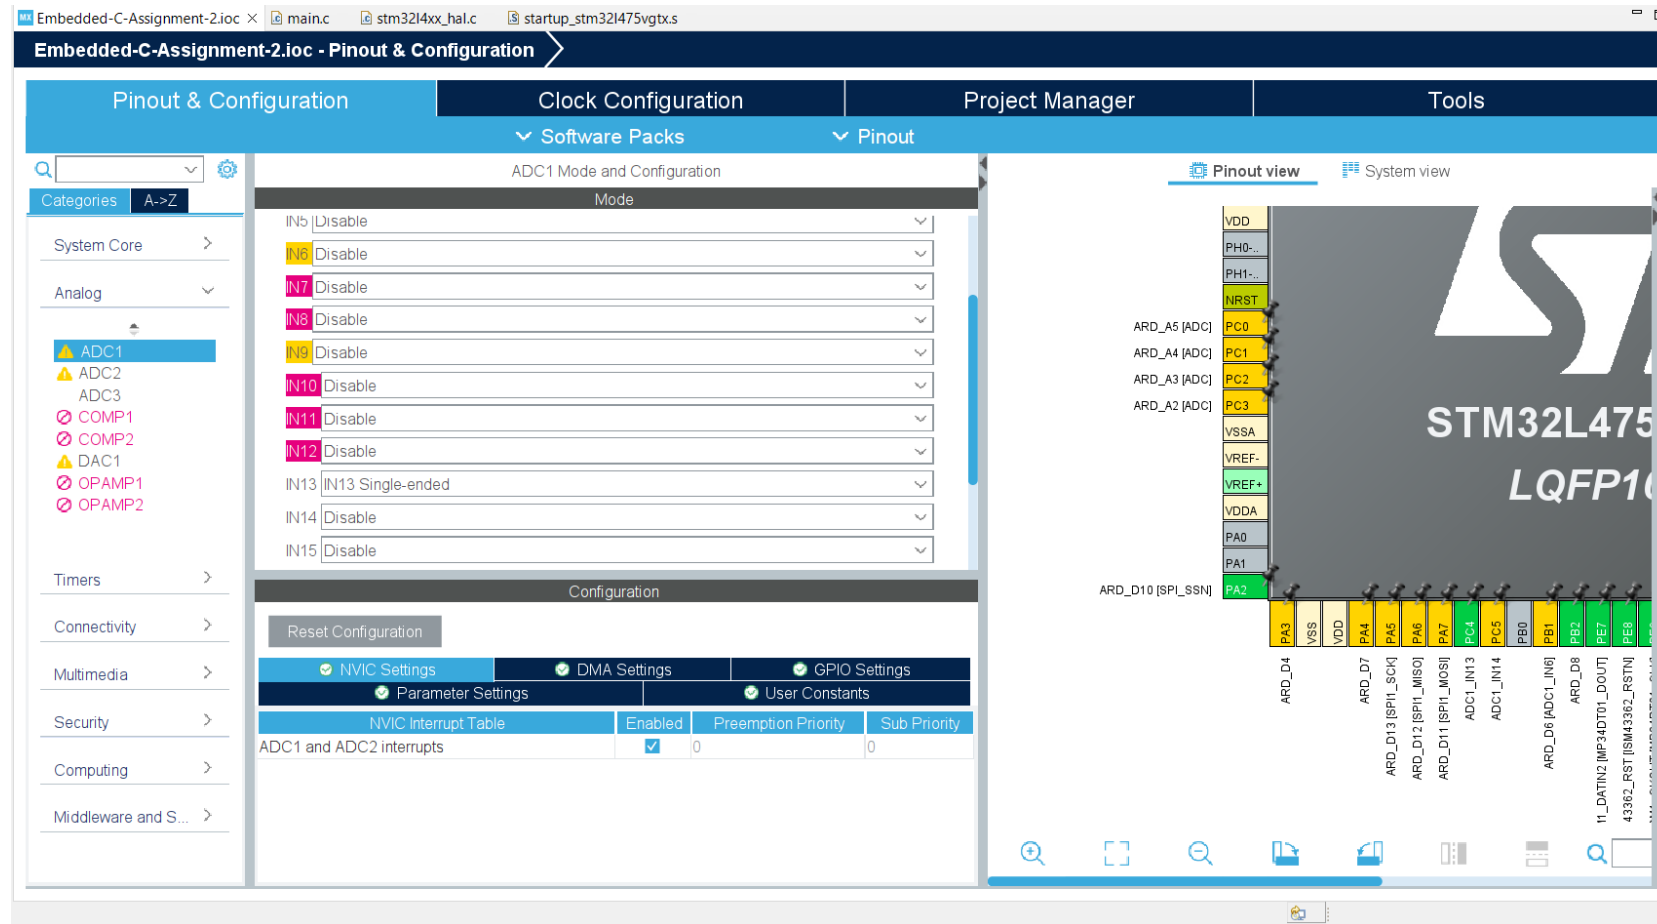 Embedded-C-Assignment-2.ioc
main.c
stm32l4xx_hal.c
startup_stm32l475vgtx.s
Embedded-C-Assignment-2.ioc - Pinout & Configuration
Pinout & Configuration
Clock Configuration
Project Manager
Tools
Software Packs
Pinout
Categories
A->Z
System Core
Analog
ADC1
ADC2
ADC3
COMP1
COMP2
DAC1
OPAMP1
OPAMP2
Timers
Connectivity
Multimedia
Security
Computing
Middleware and S...
ADC1 Mode and Configuration
Mode
IN5 Disable
IN6 Disable
IN7 Disable
IN8 Disable
IN9 Disable
IN10 Disable
IN11 Disable
IN12 Disable
IN13 IN13 Single-ended
IN14 Disable
IN15 Disable
Configuration
Reset Configuration
NVIC Settings
DMA Settings
GPIO Settings
Parameter Settings
User Constants
NVIC Interrupt Table
Enabled
Preemption Priority
Sub Priority
ADC1 and ADC2 interrupts
0
0
Pinout view
System view
VDD
PH0-..
PH1-..
NRST
ARD_A5 [ADC] PC0
ARD_A4 [ADC] PC1
ARD_A3 [ADC] PC2
ARD_A2 [ADC] PC3
VSSA
VREF-
VREF+
VDDA
PA0
PA1
ARD_D10 [SPI_SSN] PA2
STM32L475
LQFP10
PA3
VSS
VDD
PA4
PA5
PA6
PA7
PC4
PC5
PB0
PB1
PB2
PE7
PE8
ARD_D4
ARD_D7
ARD_D13 [SPI1_SCK]
ARD_D12 [SPI1_MISO]
ARD_D11 [SPI1_MOSI]
ADC1_IN13
ADC1_IN14
ARD_D6 [ADC1_IN6]
ARD_D8
11_DATIN2 [MP34DT01_DOUT]
43362_RST [ISM43362_RSTN]